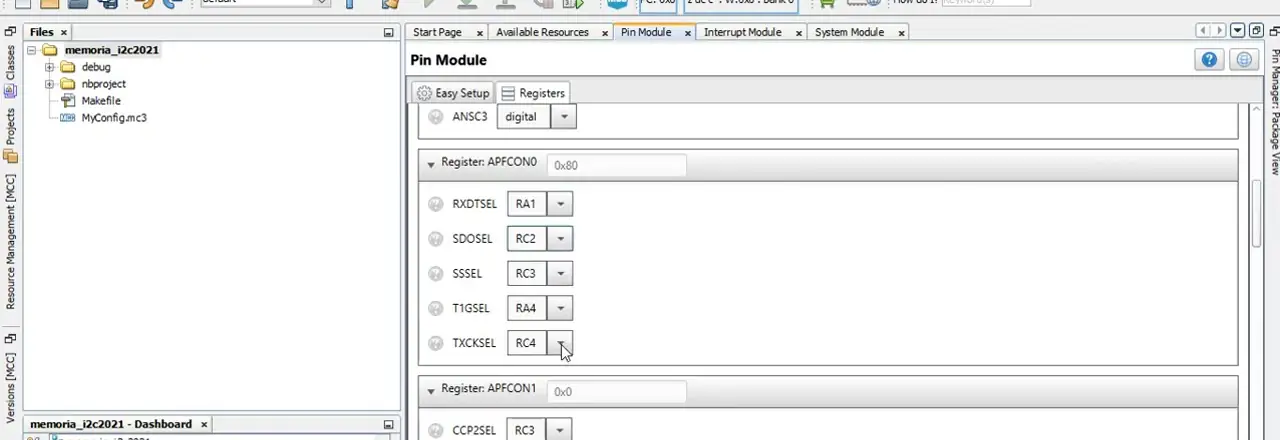 default
PC: 0x0
How do I?
Files
Start Page
Available Resources
Pin Module
Interrupt Module
System Module
memoria_i2c2021
debug
nbproject
Makefile
MyConfig.mc3
Classes
Projects
Resource Management [MCC]
Versions [MCC]
Pin Module
Easy Setup
Registers
ANSC3 digital
Register: APFCON0 0x80
RXDTSEL RA1
SDOSEL RC2
SSSEL RC3
T1GSEL RA4
TXCKSEL RC4
Register: APFCON1 0x0
CCP2SEL RC3
Pin Manager: Package View
memoria_i2c2021 - Dashboard